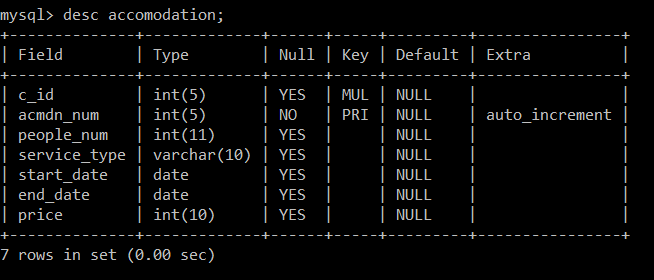 mysql> desc accomodation;
+--------------+-------------+------+-----+---------+----------------+
| Field        | Type        | Null | Key | Default | Extra          |
+--------------+-------------+------+-----+---------+----------------+
| c_id         | int(5)      | YES  | MUL | NULL    |                |
| acmdn_num    | int(5)      | NO   | PRI | NULL    | auto_increment |
| people_num   | int(11)     | YES  |     | NULL    |                |
| service_type | varchar(10) | YES  |     | NULL    |                |
| start_date   | date        | YES  |     | NULL    |                |
| end_date     | date        | YES  |     | NULL    |                |
| price        | int(10)     | YES  |     | NULL    |                |
+--------------+-------------+------+-----+---------+----------------+
7 rows in set (0.00 sec)